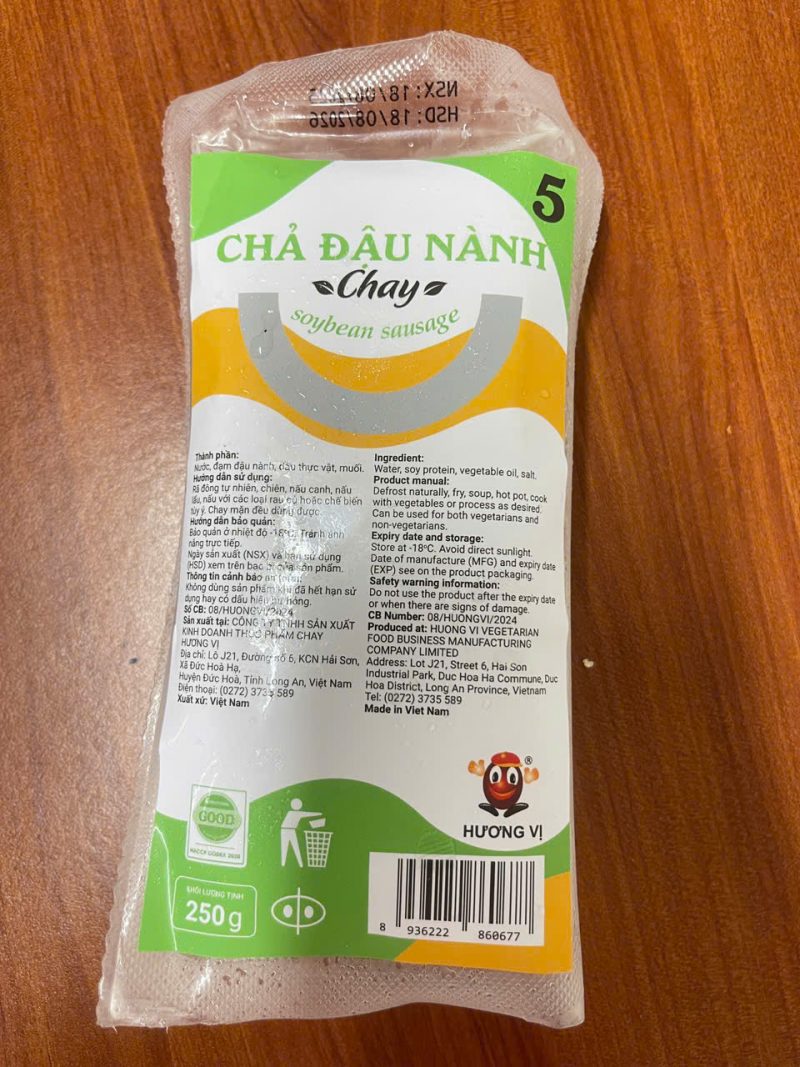 NSX:
HSD: 18/08/2026
5
CHẢ ĐẬU NÀNH
Chay
soybean sausage
Thành phần:
Nước, đạm đậu nành, dầu thực vật, muối.
Hướng dẫn sử dụng:
Rã đông tự nhiên, chiên, nấu canh, nấu
lẩu, nấu với các loại rau củ hoặc chế biến
tùy ý. Chay mặn đều dùng được.
Hướng dẫn bảo quản:
Bảo quản ở nhiệt độ -18ºC. Tránh ánh
nắng trực tiếp.
Ngày sản xuất (NSX) và hạn sử dụng
(HSD) xem trên bao bì của sản phẩm.
Thông tin cảnh báo an toàn:
Không dùng sản phẩm khi đã hết hạn sử
dụng hay có dấu hiệu hư hỏng.
Số CB: 08/HUONGVI/2024
Sản xuất tại: CÔNG TY TNHH SẢN XUẤT
KINH DOANH THỰC PHẨM CHAY
HƯƠNG VỊ
Địa chỉ: Lô J21, Đường số 6, KCN Hải Sơn,
Xã Đức Hoà Hạ,
Huyện Đức Hoà, Tỉnh Long An, Việt Nam
Điện thoại: (0272) 3735 589
Xuất xứ: Việt Nam
Ingredient:
Water, soy protein, vegetable oil, salt.
Product manual:
Defrost naturally, fry, soup, hot pot, cook
with vegetables or process as desired.
Can be used for both vegetarians and
non-vegetarians.
Expiry date and storage:
Store at -18ºC. Avoid direct sunlight.
Date of manufacture (MFG) and expiry date
(EXP) see on the product packaging.
Safety warning information:
Do not use the product after the expiry date
or when there are signs of damage.
CB Number: 08/HUONGVI/2024
Produced at: HUONG VI VEGETARIAN
FOOD BUSINESS MANUFACTURING
COMPANY LIMITED
Address: Lot J21, Street 6, Hai Son
Industrial Park, Duc Hoa Ha Commune, Duc
Hoa District, Long An Province, Vietnam
Tel: (0272) 3735 589
Made in Viet Nam
®
HƯƠNG VỊ
GOOD
HACCP CODEX 2020
KHỐI LƯỢNG TỊNH
250 g
8 936222 860677